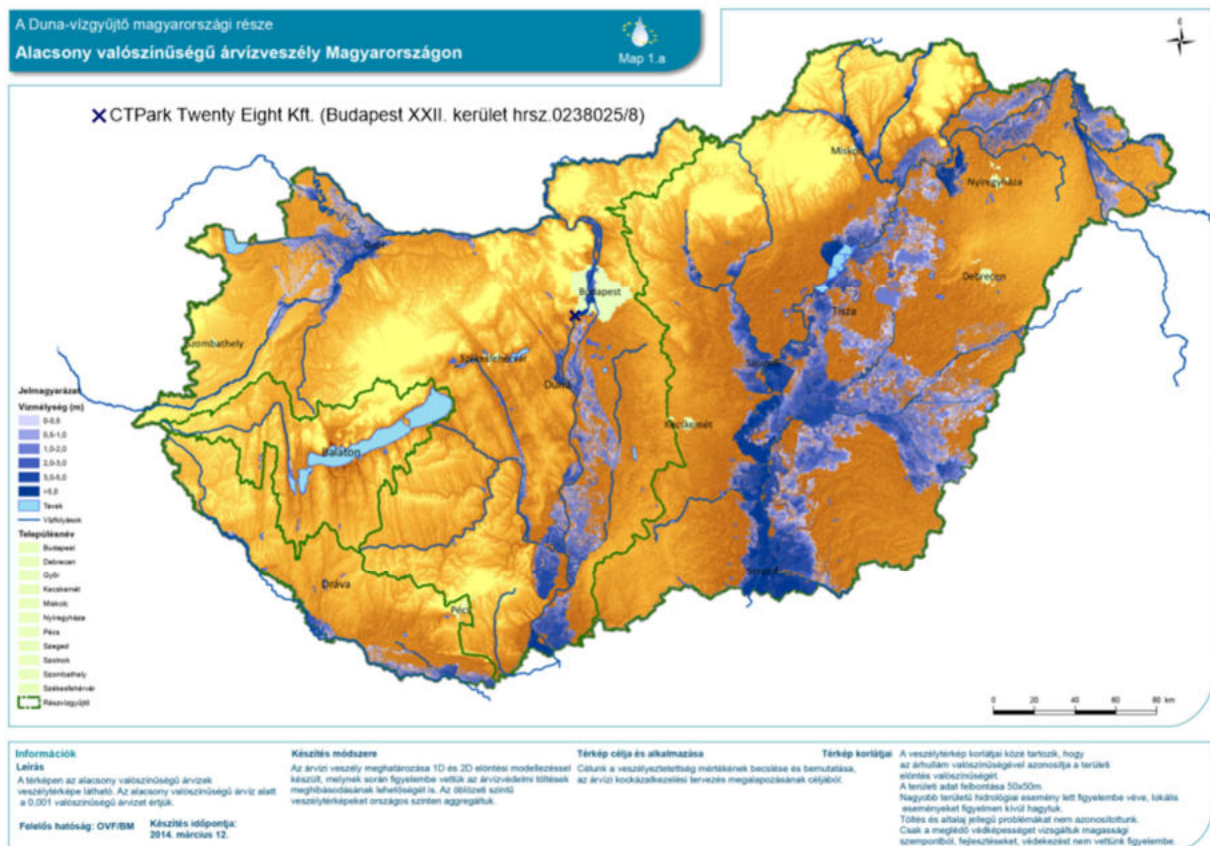 A Duna-vízgyűjtő magyarországi része
Alacsony valószínűségű árvízveszély Magyarországon
Map 1.a
É
CTPark Twenty Eight Kft. (Budapest XXII. kerület hrsz.0238025/8)
Miskolc
Nyíregyháza
Győr
Budapest
Debrecen
Tisza
Szombathely
Székesfehérvár
Duna
Kecskemét
Balaton
Dráva
Pécs
Szeged
Jelmagyarázat
Vízmélység (m)
0-0,5
0,5-1,0
1,0-2,0
2,0-3,0
3,0-5,0
>5,0
Tavak
Vízfolyások
Településnév
Budapest
Debrecen
Győr
Kecskemét
Miskolc
Nyíregyháza
Pécs
Szeged
Szolnok
Szombathely
Székesfehérvár
Részvízgyűjtő
0 20 40 60 80 km
Információk
Leírás
A térképen az alacsony valószínűségű árvizek
veszélytérképe látható. Az alacsony valószínűségű árvíz alatt
a 0,001 valószínűségű árvizet értjük.
Felelős hatóság: OVF/BM
Készítés időpontja:
2014. március 12.
Készítés módszere
Az árvízi veszély meghatározása 1D és 2D elöntési modellezéssel
készült, melynek során figyelembe vettük az árvízvédelmi töltések
meghibásodásának lehetőségét is. Az öblözeti szintű
veszélytérképeket országos szinten aggregáltuk.
Térkép célja és alkalmazása
Célunk a veszélyeztetettség mértékének becslése és bemutatása,
az árvízi kockázatkezelési tervezés megalapozásának céljából.
Térkép korlátjai
A veszélytérkép korlátjai közé tartozik, hogy
az árhullám valószínűségével azonosítja a területi
elöntés valószínűségét.
A területi adat felbontása 50x50m.
Nagyobb területű hidrológiai esemény lett figyelembe véve, lokális
eseményeket figyelmen kívül hagytuk.
Töltés és altalaj jellegű problémákat nem azonosítottunk.
Csak a meglédő védképességet vizsgáltuk magassági
szempontból, fejlesztéseket, védekezést nem vettünk figyelembe.